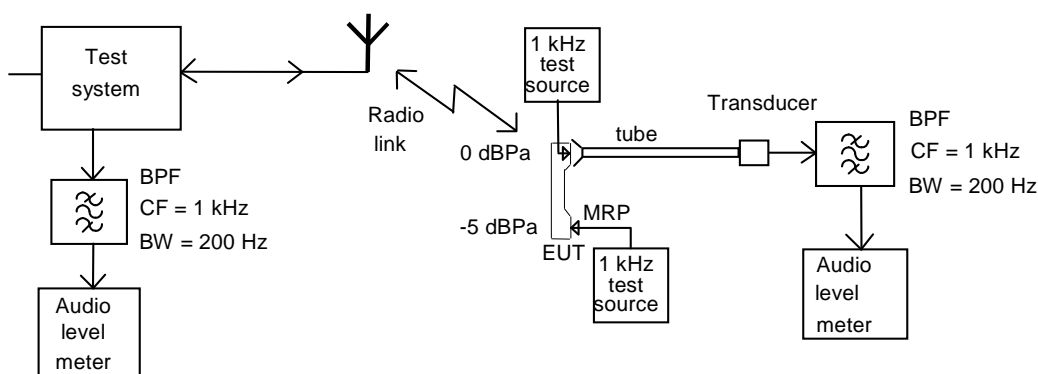 Test
system
Radio
link
1 kHz
test
source
0 dBPa
tube
Transducer
BPF
CF = 1 kHz
BW = 200 Hz
BPF
CF = 1 kHz
BW = 200 Hz
-5 dBPa
MRP
EUT
1 kHz
test
source
Audio
level
meter
Audio
level
meter